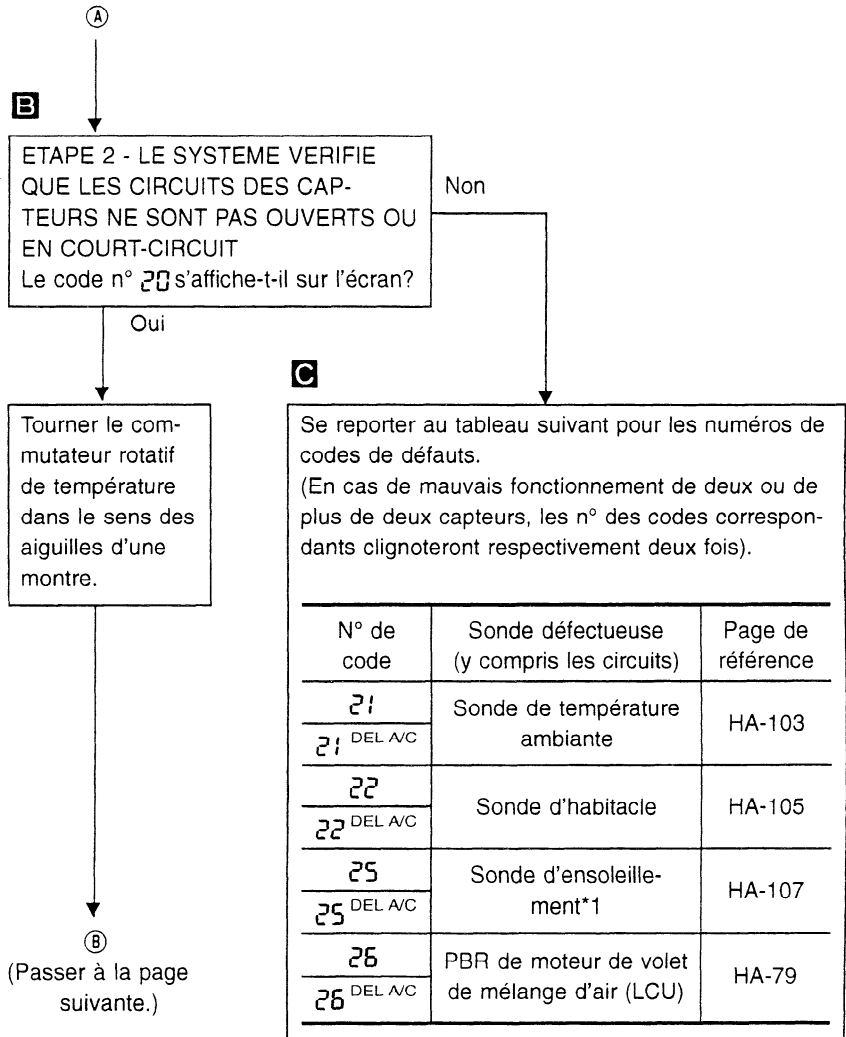 A
B
ETAPE 2 - LE SYSTEME VERIFIE
QUE LES CIRCUITS DES CAP-
TEURS NE SONT PAS OUVERTS OU
EN COURT-CIRCUIT
Le code n° 20 s'affiche-t-il sur l'écran?
Non
Oui
Tourner le com-
mutateur rotatif
de température
dans le sens des
aiguilles d'une
montre.
B
(Passer à la page
suivante.)
C
Se reporter au tableau suivant pour les numéros de
codes de défauts.
(En cas de mauvais fonctionnement de deux ou de
plus de deux capteurs, les n° des codes correspon-
dants clignoteront respectivement deux fois).
N° de
code
Sonde défectueuse
(y compris les circuits)
Page de
référence
21
21 DEL A/C
Sonde de température
ambiante
HA-103
22
22 DEL A/C
Sonde d'habitacle
HA-105
25
25 DEL A/C
Sonde d'ensoleille-
ment*1
HA-107
26
26 DEL A/C
PBR de moteur de volet
de mélange d'air (LCU)
HA-79